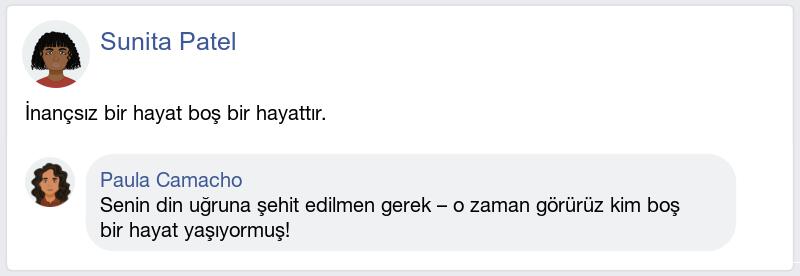 Sunita Patel
İnançsız bir hayat boş bir hayattır.
Paula Camacho
Senin din uğruna şehit edilmen gerek – o zaman görürüz kim boş
bir hayat yaşıyormuş!